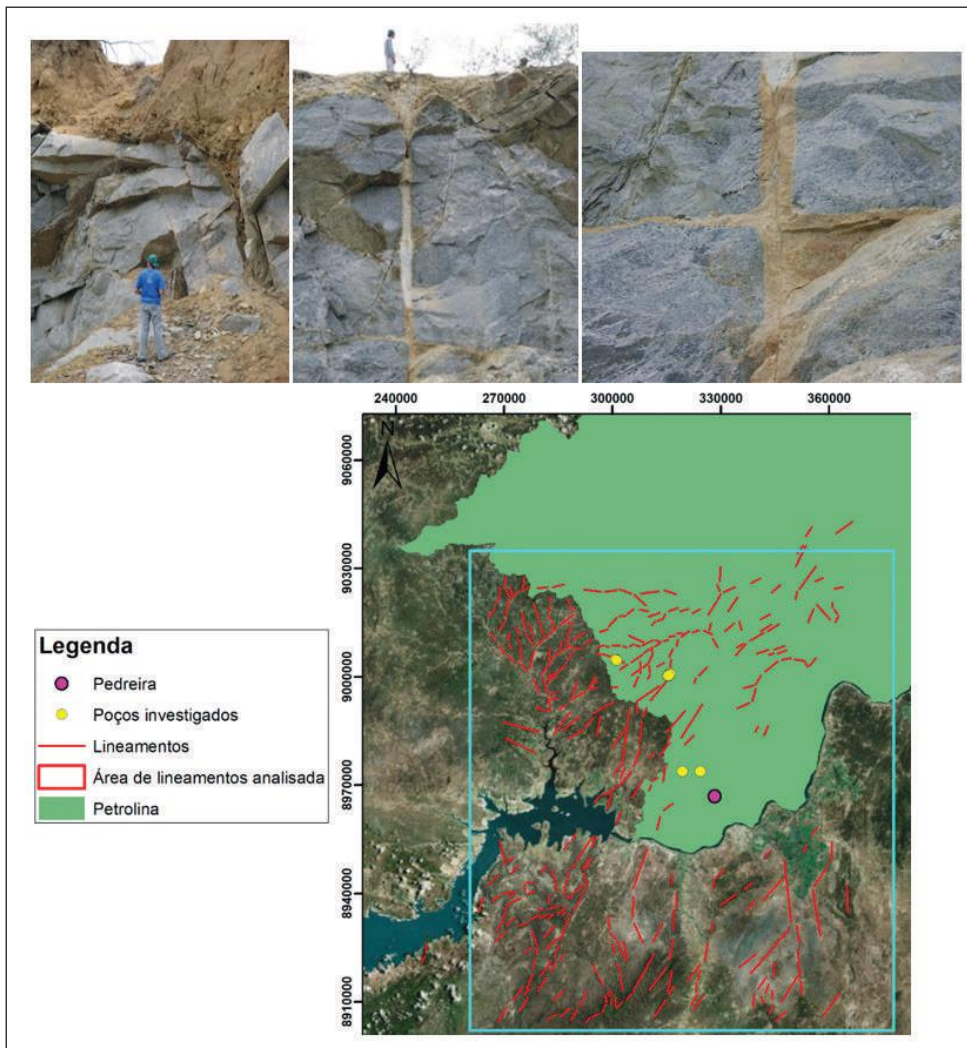 240000 270000 300000 330000 360000
N
9060000
9030000
9000000
8970000
8940000
8910000
Legenda
Pedreira
Poços investigados
Lineamentos
Área de lineamentos analisada
Petrolina